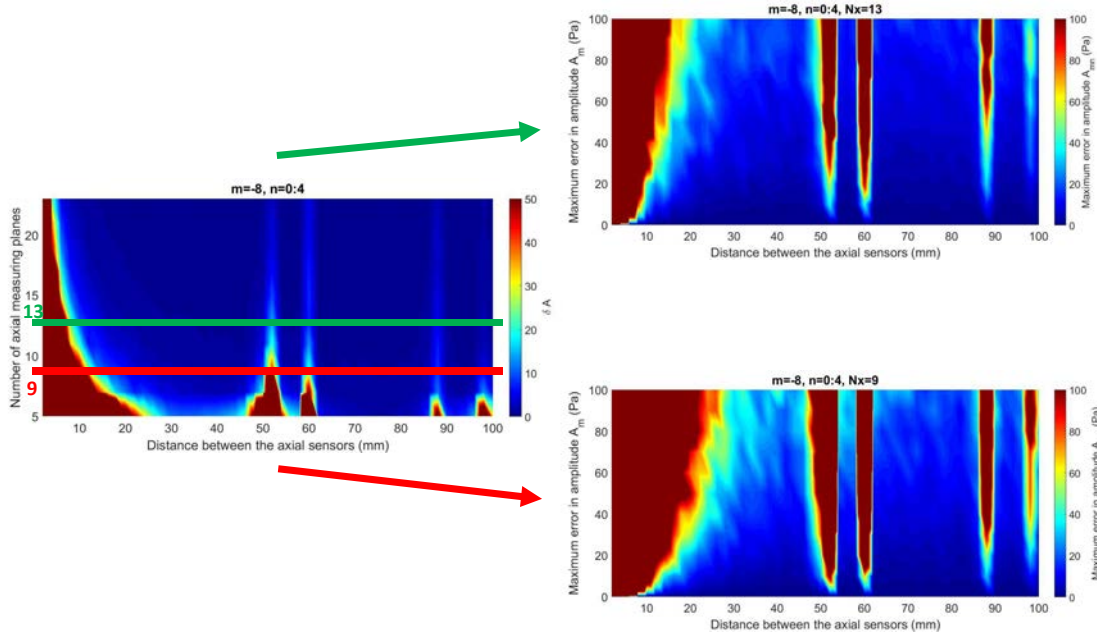 m=-8, n=0:4, Nx=13
Maximum error in amplitude A_m (Pa)
100
80
60
40
20
0
10 20 30 40 50 60 70 80 90 100
Distance between the axial sensors (mm)
100
80
60
40
20
0
Maximum error in amplitude A_mn (Pa)
m=-8, n=0:4
Number of axial measuring planes
20
15
13
10
9
5
10 20 30 40 50 60 70 80 90 100
Distance between the axial sensors (mm)
50
40
30
20
10
0
δ A
m=-8, n=0:4, Nx=9
Maximum error in amplitude A_m (Pa)
100
80
60
40
20
0
10 20 30 40 50 60 70 80 90 100
Distance between the axial sensors (mm)
100
80
60
40
20
0
Maximum error in amplitude A (Pa)